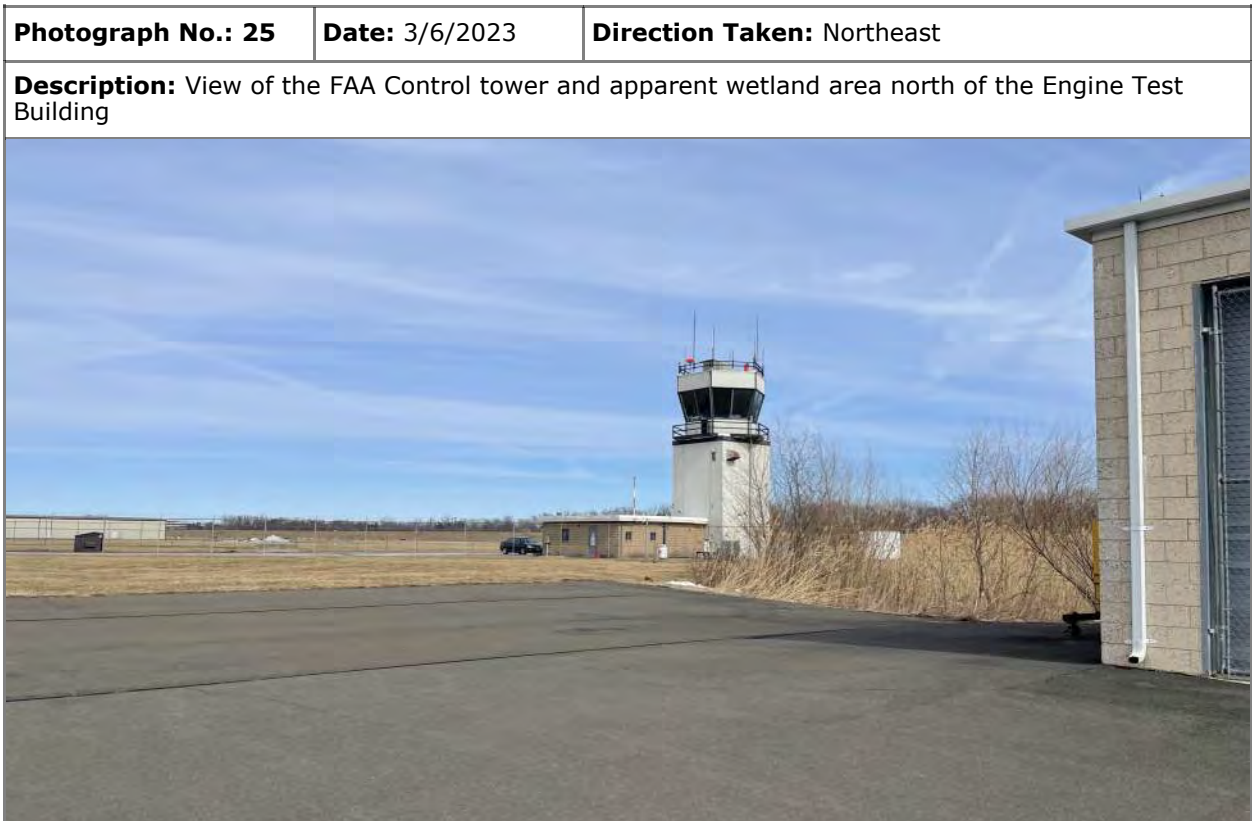 Photograph No.: 25 Date: 3/6/2023 Direction Taken: Northeast
Description: View of the FAA Control tower and apparent wetland area north of the Engine Test
Building